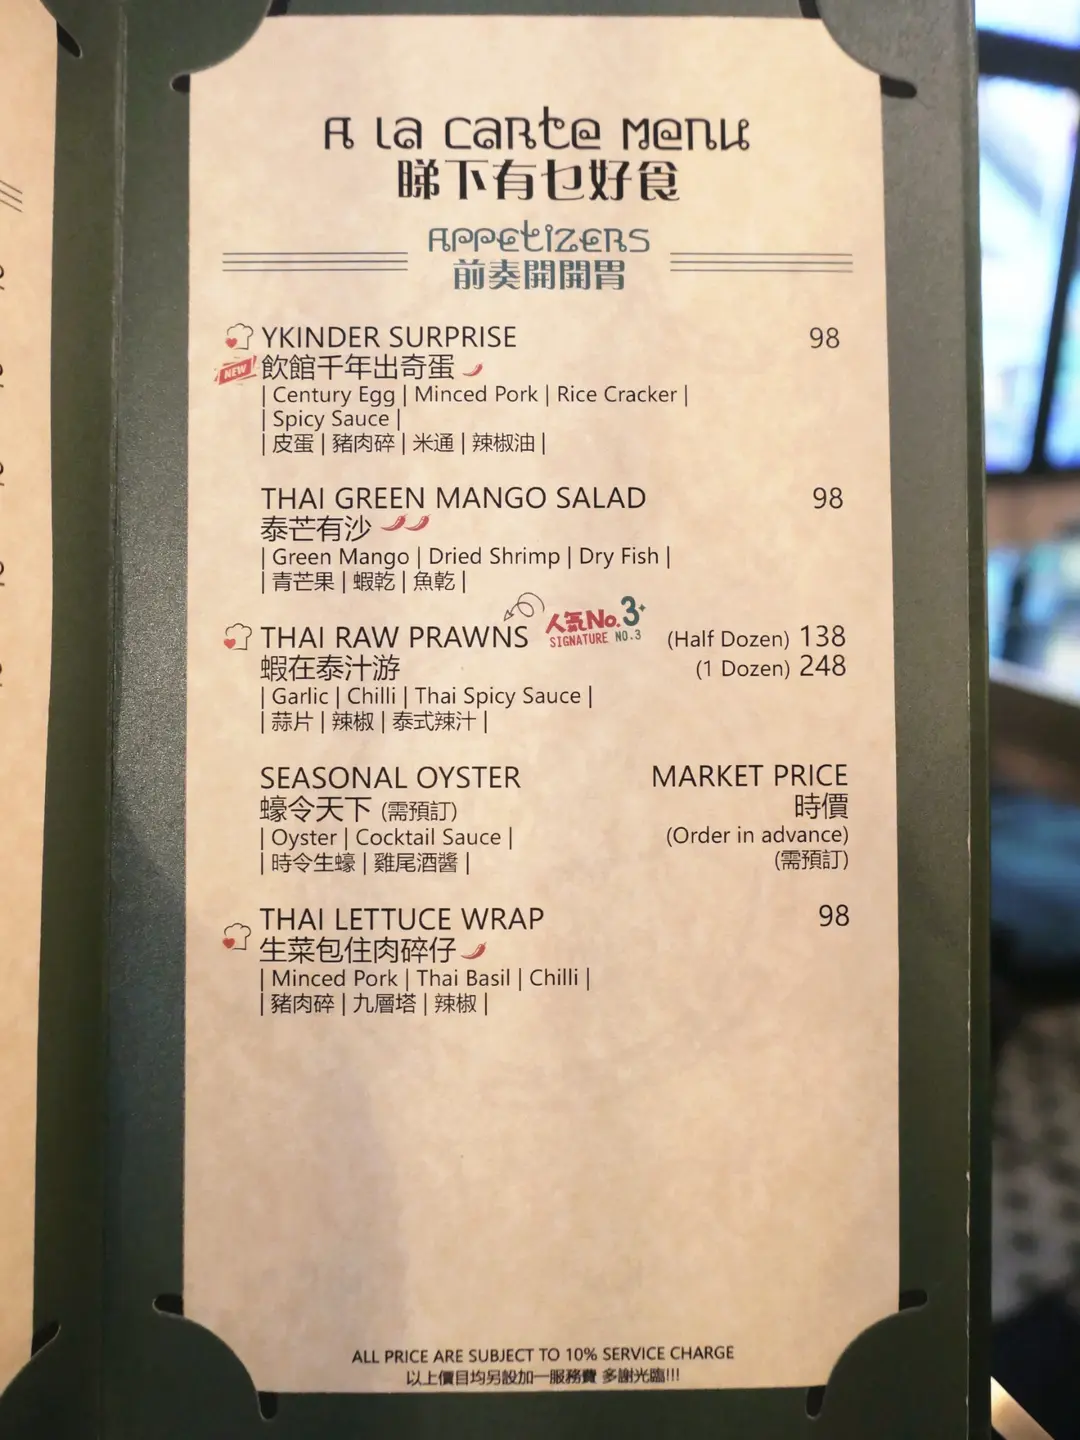 A La Carte Menu
睇下有乜好食
Appetizers
前奏開開胃
YKINDER SURPRISE 98
NEW 飲館千年出奇蛋
| Century Egg | Minced Pork | Rice Cracker |
| Spicy Sauce |
| 皮蛋 | 豬肉碎 | 米通 | 辣椒油 |
THAI GREEN MANGO SALAD 98
泰芒有沙
| Green Mango | Dried Shrimp | Dry Fish |
| 青芒果 | 蝦乾 | 魚乾 |
人氣No.3
SIGNATURE NO.3
THAI RAW PRAWNS (Half Dozen) 138
蝦在泰汁游 (1 Dozen) 248
| Garlic | Chilli | Thai Spicy Sauce |
| 蒜片 | 辣椒 | 泰式辣汁 |
SEASONAL OYSTER MARKET PRICE
蠔令天下 (需預訂) 時價
| Oyster | Cocktail Sauce | (Order in advance)
| 時令生蠔 | 雞尾酒醬 | (需預訂)
THAI LETTUCE WRAP 98
生菜包住肉碎仔
| Minced Pork | Thai Basil | Chilli |
| 豬肉碎 | 九層塔 | 辣椒 |
ALL PRICE ARE SUBJECT TO 10% SERVICE CHARGE
以上價目均另設加一服務費 多謝光臨!!!